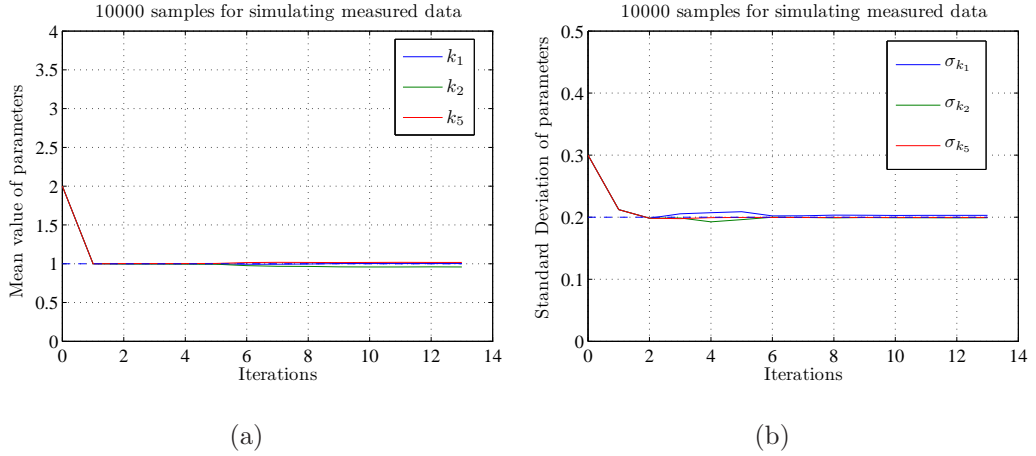 10000 samples for simulating measured data
4
3.5
3
2.5
2
1.5
1
0.5
0
Mean value of parameters
k1
k2
k5
0 2 4 6 8 10 12 14
Iterations
(a)
10000 samples for simulating measured data
0.5
0.4
0.3
0.2
0.1
0
Standard Deviation of parameters
σk1
σk2
σk5
0 2 4 6 8 10 12 14
Iterations
(b)